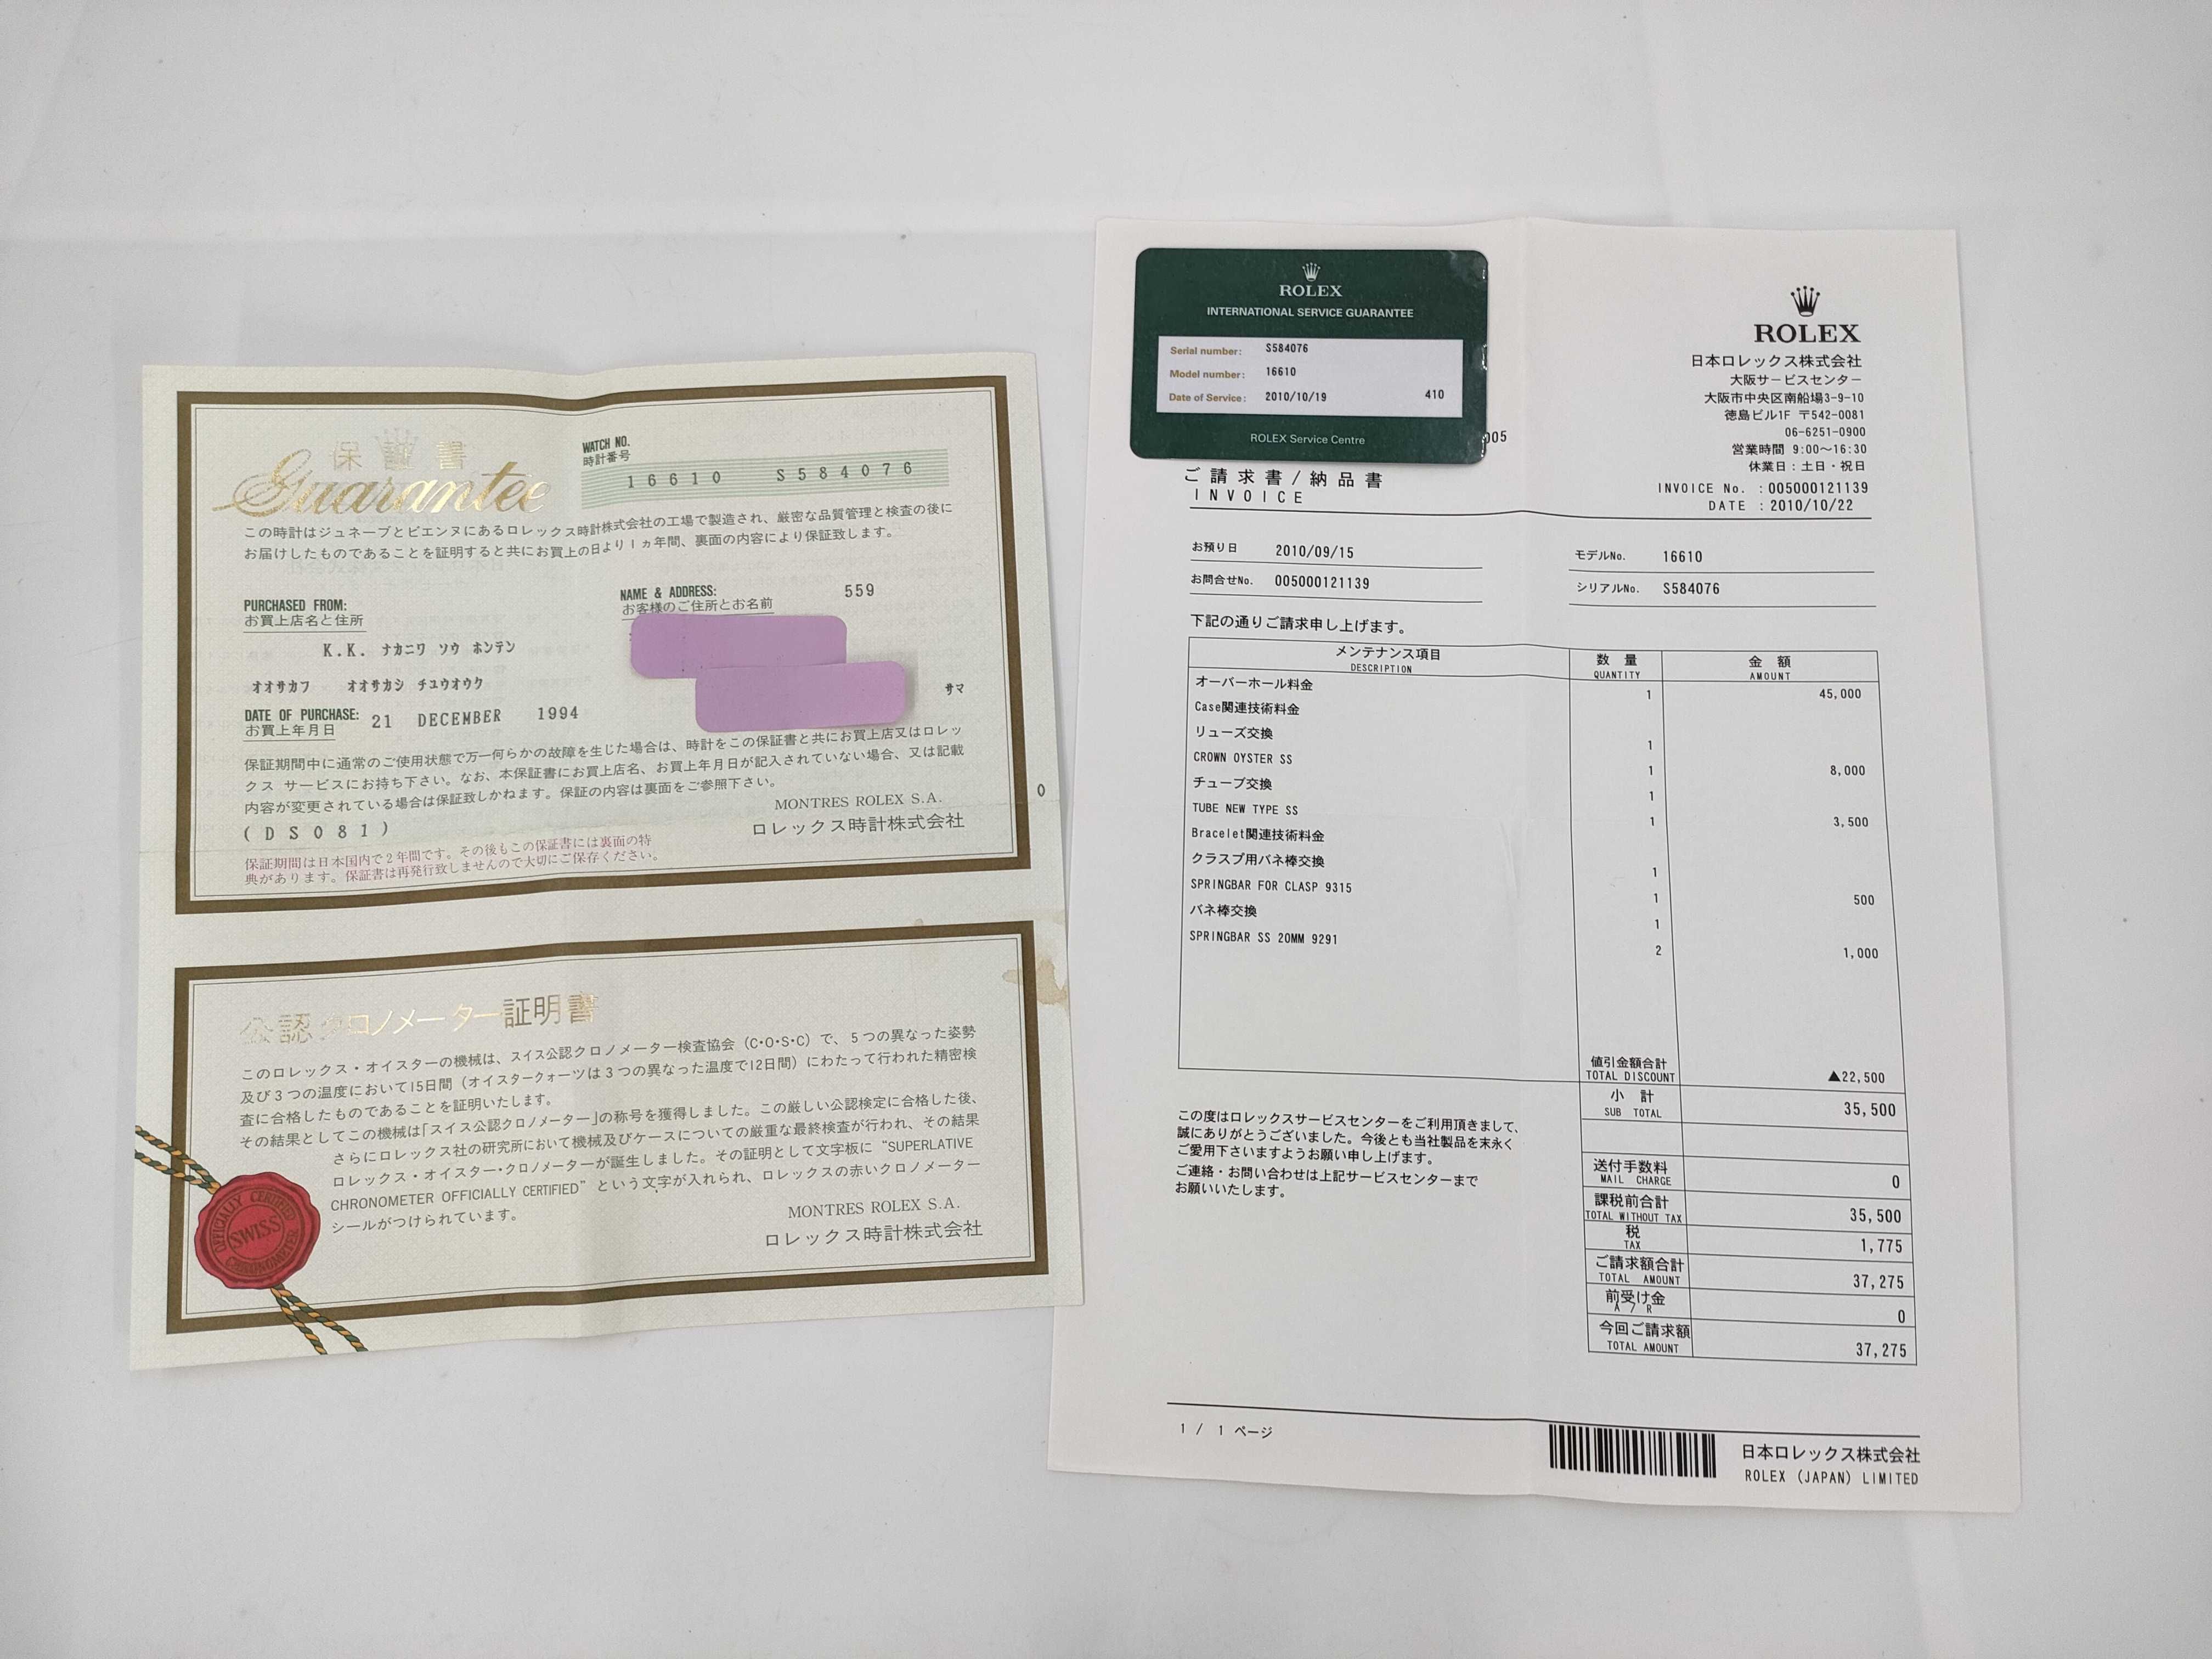 保証書
Guarantee
WATCH NO.
時計番号
16610 S584076
この時計はジュネーブとビエンヌにあるロレックス時計株式会社の工場で製造され、厳密な品質管理と検査の後に
お届けしたものであることを証明すると共にお買上の日より1ヵ年間、裏面の内容により保証致します。
PURCHASED FROM:
お買上店名と住所
K.K. ナカニワ ソウ ホンテン
オオサカフ オオサカシ チユウオウク
NAME & ADDRESS:
お客様のご住所とお名前
559
サマ
DATE OF PURCHASE:
お買上年月日
21 DECEMBER 1994
保証期間中に通常のご使用状態で万一何らかの故障を生じた場合は、時計をこの保証書と共にお買上店又はロレッ
クス サービスにお持ち下さい。なお、本保証書にお買上店名、お買上年月日が記入されていない場合、又は記載
内容が変更されている場合は保証致しかねます。保証の内容は裏面をご参照下さい。
(DS081)
MONTRES ROLEX S.A.
ロレックス時計株式会社
0
保証期間は日本国内で2年間です。その後もこの保証書には裏面の特
典があります。保証書は再発行致しませんので大切にご保存ください。
公認クロノメーター証明書
このロレックス・オイスターの機械は、スイス公認クロノメーター検査協会 (C・O・S・C) で、5つの異なった姿勢
及び3つの温度において15日間 (オイスタークォーツは3つの異なった温度で12日間) にわたって行われた精密検
査に合格したものであることを証明いたします。
その結果としてこの機械は「スイス公認クロノメーター」の称号を獲得しました。この厳しい公認検定に合格した後、
さらにロレックス社の研究所において機械及びケースについての厳重な最終検査が行われ、その結果
ロレックス・オイスター・クロノメーターが誕生しました。その証明として文字板に “SUPERLATIVE
CHRONOMETER OFFICIALLY CERTIFIED” という文字が入れられ、ロレックスの赤いクロノメーター
シールがつけられています。
MONTRES ROLEX S.A.
ロレックス時計株式会社
OFFICIALLY CERTIFIED
SWISS
CHRONOMETER
ROLEX
INTERNATIONAL SERVICE GUARANTEE
Serial number: S584076
Model number: 16610
Date of Service: 2010/10/19 410
ROLEX Service Centre
005
ROLEX
日本ロレックス株式会社
大阪サービスセンター
大阪市中央区南船場3-9-10
徳島ビル1F 〒542-0081
06-6251-0900
営業時間 9:00〜16:30
休業日:土日・祝日
INVOICE No. :005000121139
DATE :2010/10/22
ご請求書/納品書
INVOICE
お預り日 2010/09/15
お問合せNo. 005000121139
モデルNo. 16610
シリアルNo. S584076
下記の通りご請求申し上げます。
メンテナンス項目 数量 金額
DESCRIPTION QUANTITY AMOUNT
オーバーホール料金 1 45,000
Case関連技術料金
リューズ交換 1
CROWN OYSTER SS 1 8,000
チューブ交換 1
TUBE NEW TYPE SS 1 3,500
Bracelet関連技術料金
クラスプ用バネ棒交換 1
SPRINGBAR FOR CLASP 9315 1 500
バネ棒交換 1
SPRINGBAR SS 20MM 9291 2 1,000
値引金額合計
TOTAL DISCOUNT ▲22,500
小計
SUB TOTAL 35,500
送付手数料
MAIL CHARGE 0
課税前合計
TOTAL WITHOUT TAX 35,500
税
TAX 1,775
ご請求額合計
TOTAL AMOUNT 37,275
前受け金
A / R 0
今回ご請求額
TOTAL AMOUNT 37,275
この度はロレックスサービスセンターをご利用頂きまして、
誠にありがとうございました。今後とも当社製品を末永く
ご愛用下さいますようお願い申し上げます。
ご連絡・お問い合わせは上記サービスセンターまで
お願いいたします。
1 / 1 ページ
日本ロレックス株式会社
ROLEX (JAPAN) LIMITED